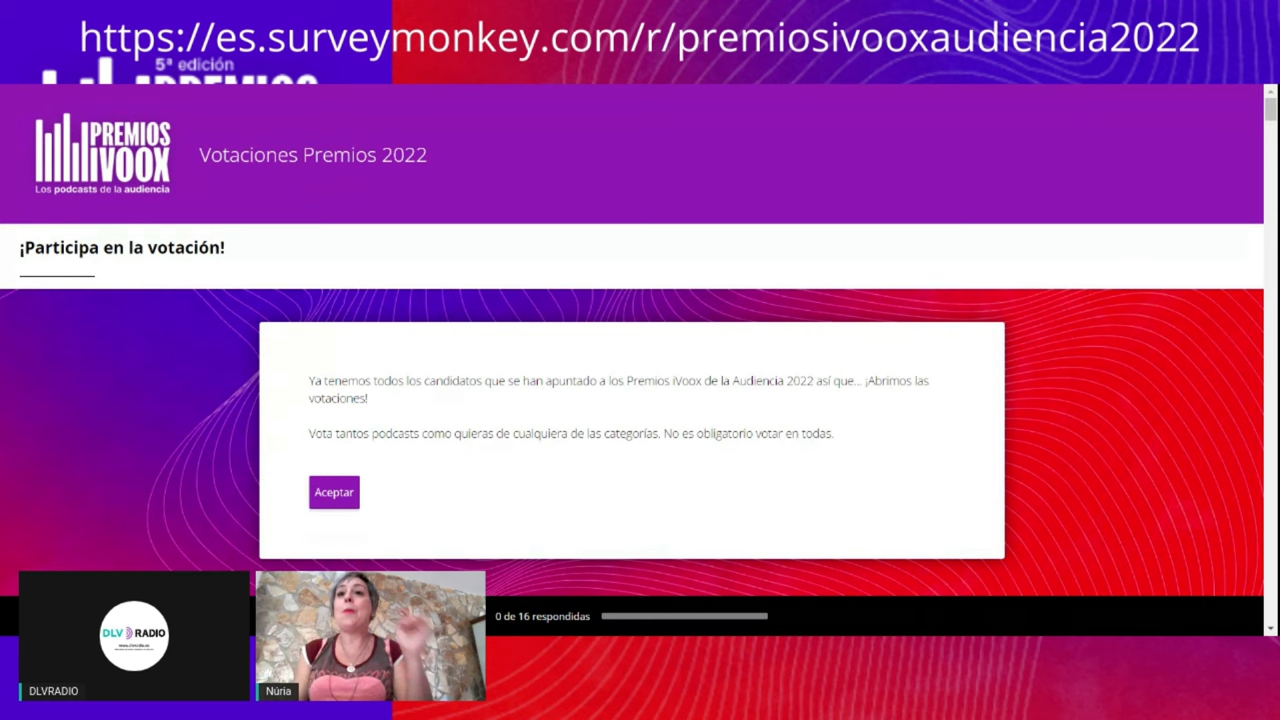 https://es.surveymonkey.com/r/premiosivooxaudiencia2022
5ª edición
PREMIOS
PREMIOS
iVOOX
Los podcasts de la audiencia
Votaciones Premios 2022
¡Participa en la votación!
Ya tenemos todos los candidatos que se han apuntado a los Premios iVoox de la Audiencia 2022 así que... ¡Abrimos las
votaciones!
Vota tantos podcasts como quieras de cualquiera de las categorías. No es obligatorio votar en todas.
Aceptar
0 de 16 respondidas
DLV RADIO
DLVRADIO
Núria